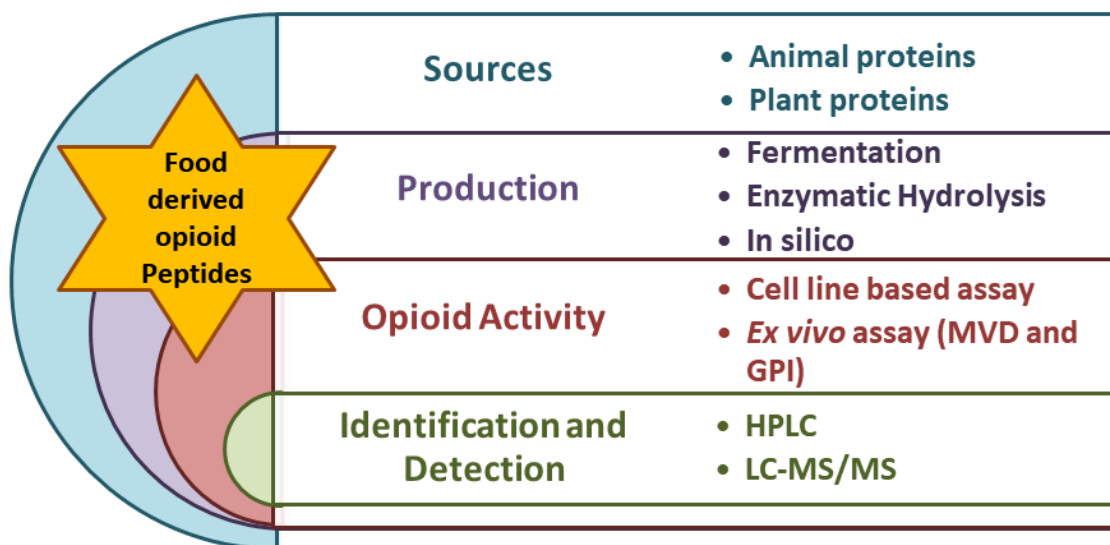 Food
derived
opioid
Peptides
Sources
• Animal proteins
• Plant proteins
Production
• Fermentation
• Enzymatic Hydrolysis
• In silico
Opioid Activity
• Cell line based assay
• Ex vivo assay (MVD and
GPI)
Identification and
Detection
• HPLC
• LC-MS/MS